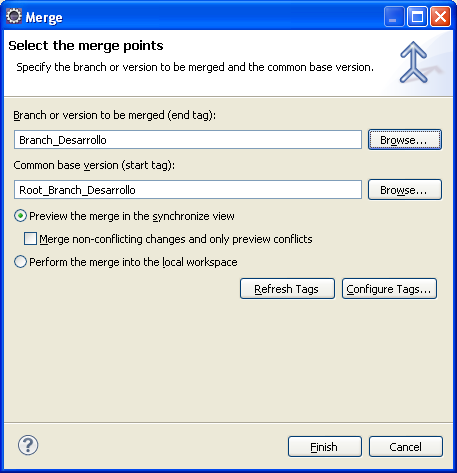 Merge
Select the merge points
Specify the branch or version to be merged and the common base version.
Branch or version to be merged (end tag):
Branch_Desarrollo
Browse...
Common base version (start tag):
Root_Branch_Desarrollo
Browse...
Preview the merge in the synchronize view
Merge non-conflicting changes and only preview conflicts
Perform the merge into the local workspace
Refresh Tags
Configure Tags...
?
Finish
Cancel